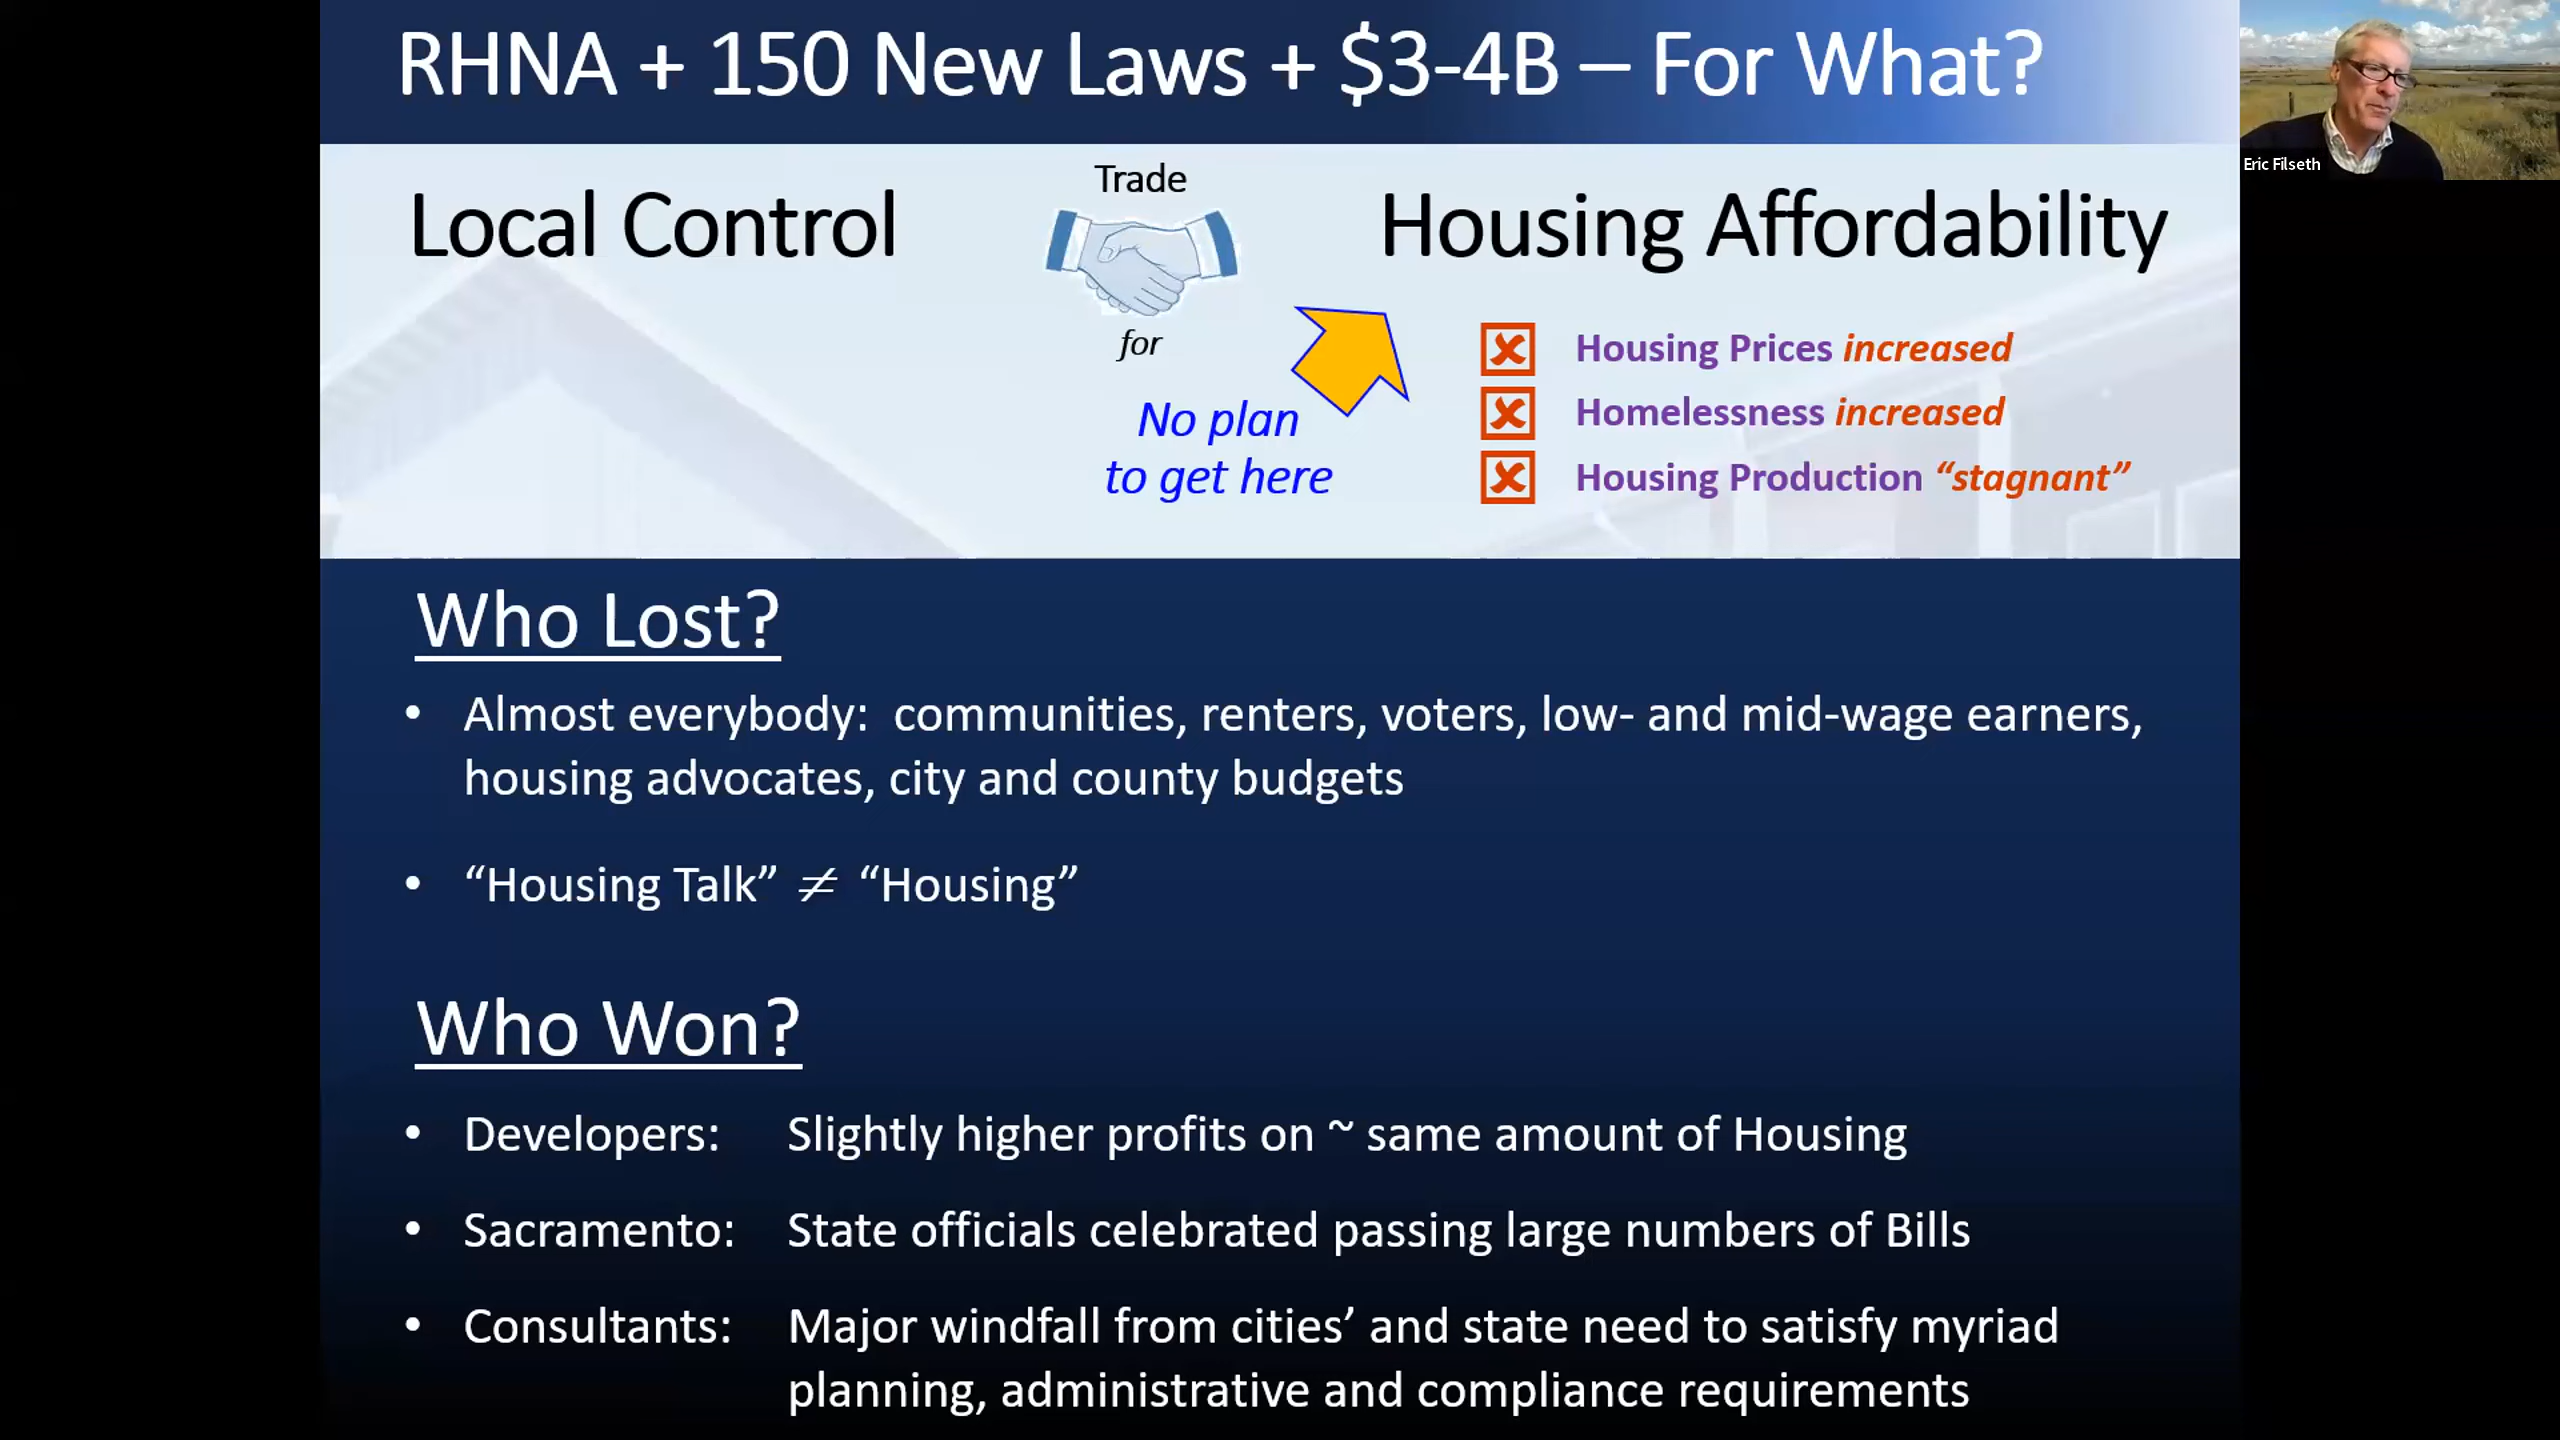 RHNA + 150 New Laws + $3-4B – For What?
Eric Filseth
Local Control
Trade
for
Housing Affordability
No plan
to get here
Housing Prices increased
Homelessness increased
Housing Production “stagnant”
Who Lost?
• Almost everybody: communities, renters, voters, low- and mid-wage earners,
housing advocates, city and county budgets
• “Housing Talk” ≠ “Housing”
Who Won?
• Developers: Slightly higher profits on ~ same amount of Housing
• Sacramento: State officials celebrated passing large numbers of Bills
• Consultants: Major windfall from cities’ and state need to satisfy myriad
planning, administrative and compliance requirements